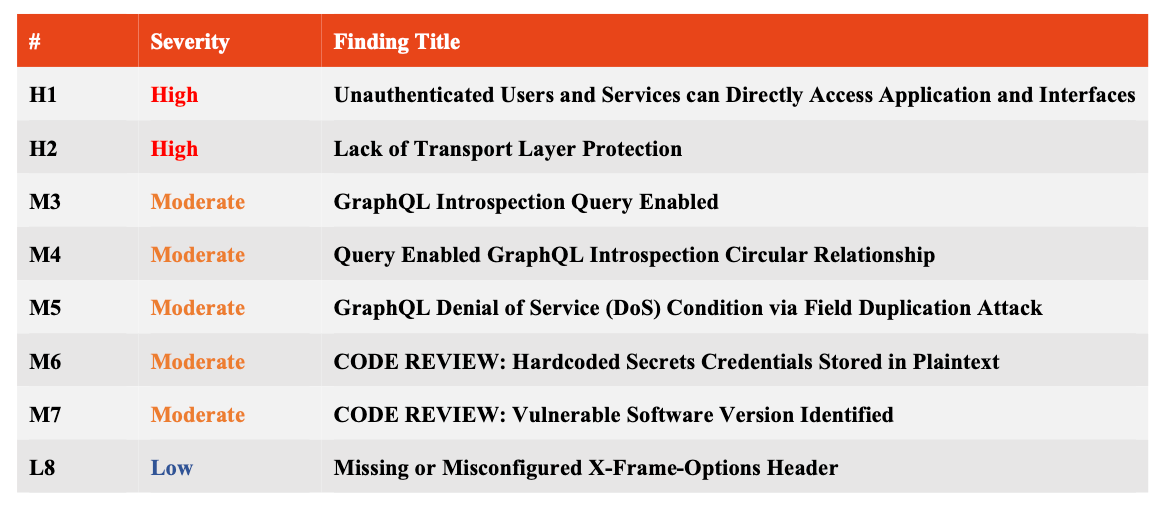 # Severity Finding Title
H1 High Unauthenticated Users and Services can Directly Access Application and Interfaces
H2 High Lack of Transport Layer Protection
M3 Moderate GraphQL Introspection Query Enabled
M4 Moderate Query Enabled GraphQL Introspection Circular Relationship
M5 Moderate GraphQL Denial of Service (DoS) Condition via Field Duplication Attack
M6 Moderate CODE REVIEW: Hardcoded Secrets Credentials Stored in Plaintext
M7 Moderate CODE REVIEW: Vulnerable Software Version Identified
L8 Low Missing or Misconfigured X-Frame-Options Header